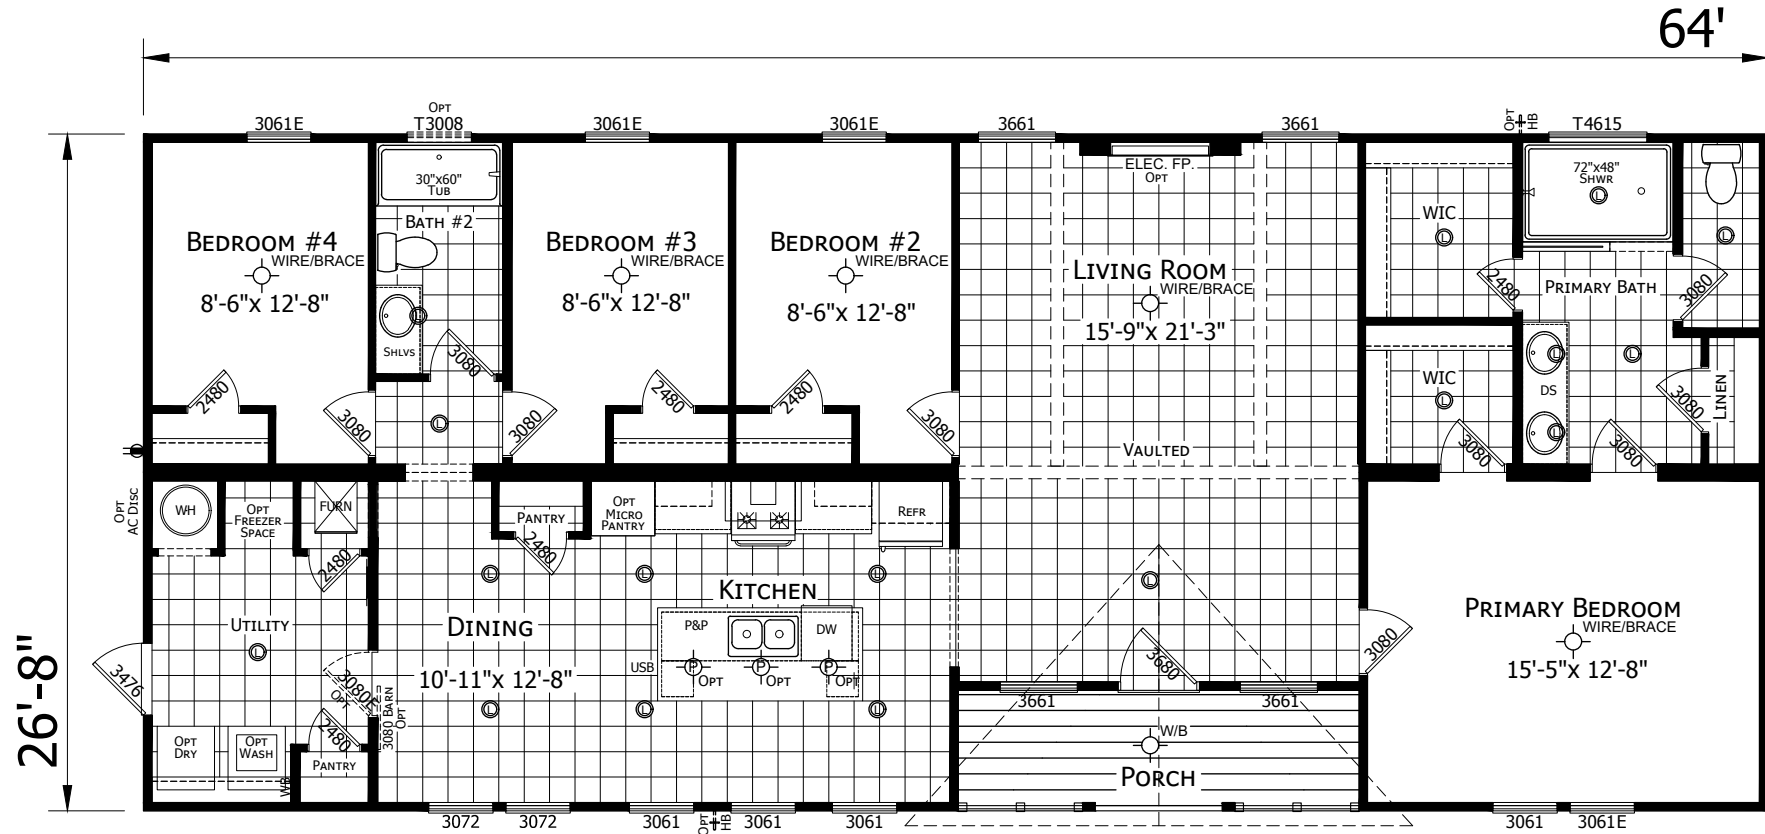 64'
26'-8"
3061E
OPT
T3008
3061E
3061E
3661
3661
OPT
HB
T4615
30"x60"
TUB
BATH #2
ELEC. FP.
OPT
72"x48"
SHWR
L
WIC
L
L
BEDROOM #4
WIRE/BRACE
8'-6"x 12'-8"
BEDROOM #3
WIRE/BRACE
8'-6"x 12'-8"
BEDROOM #2
WIRE/BRACE
8'-6"x 12'-8"
LIVING ROOM
WIRE/BRACE
15'-9"x 21'-3"
2480
PRIMARY BATH
3080
L
SHLVS
3080
L
L
DS
L
WIC
L
3080
LINEN
2480
3080
L
3080
2480
2480
3080
3080
3080
VAULTED
OPT
AC DISC
WH
OPT
FREEZER
SPACE
FURN
2480
PANTRY
2480
OPT
MICRO
PANTRY
REFR
L
L
L
L
KITCHEN
P&P
DW
USB
P
OPT
P
OPT
P
OPT
UTILITY
L
DINING
10'-11"x 12'-8"
PRIMARY BEDROOM
WIRE/BRACE
15'-5"x 12'-8"
3080
3476
3080E
OPT
3080 BARN
OPT
L
L
L
3680
3661
3661
2480
OPT
DRY
OPT
WASH
WB
PANTRY
W/B
PORCH
3072
3072
3061
OPT
HB
3061
3061
3061
3061E